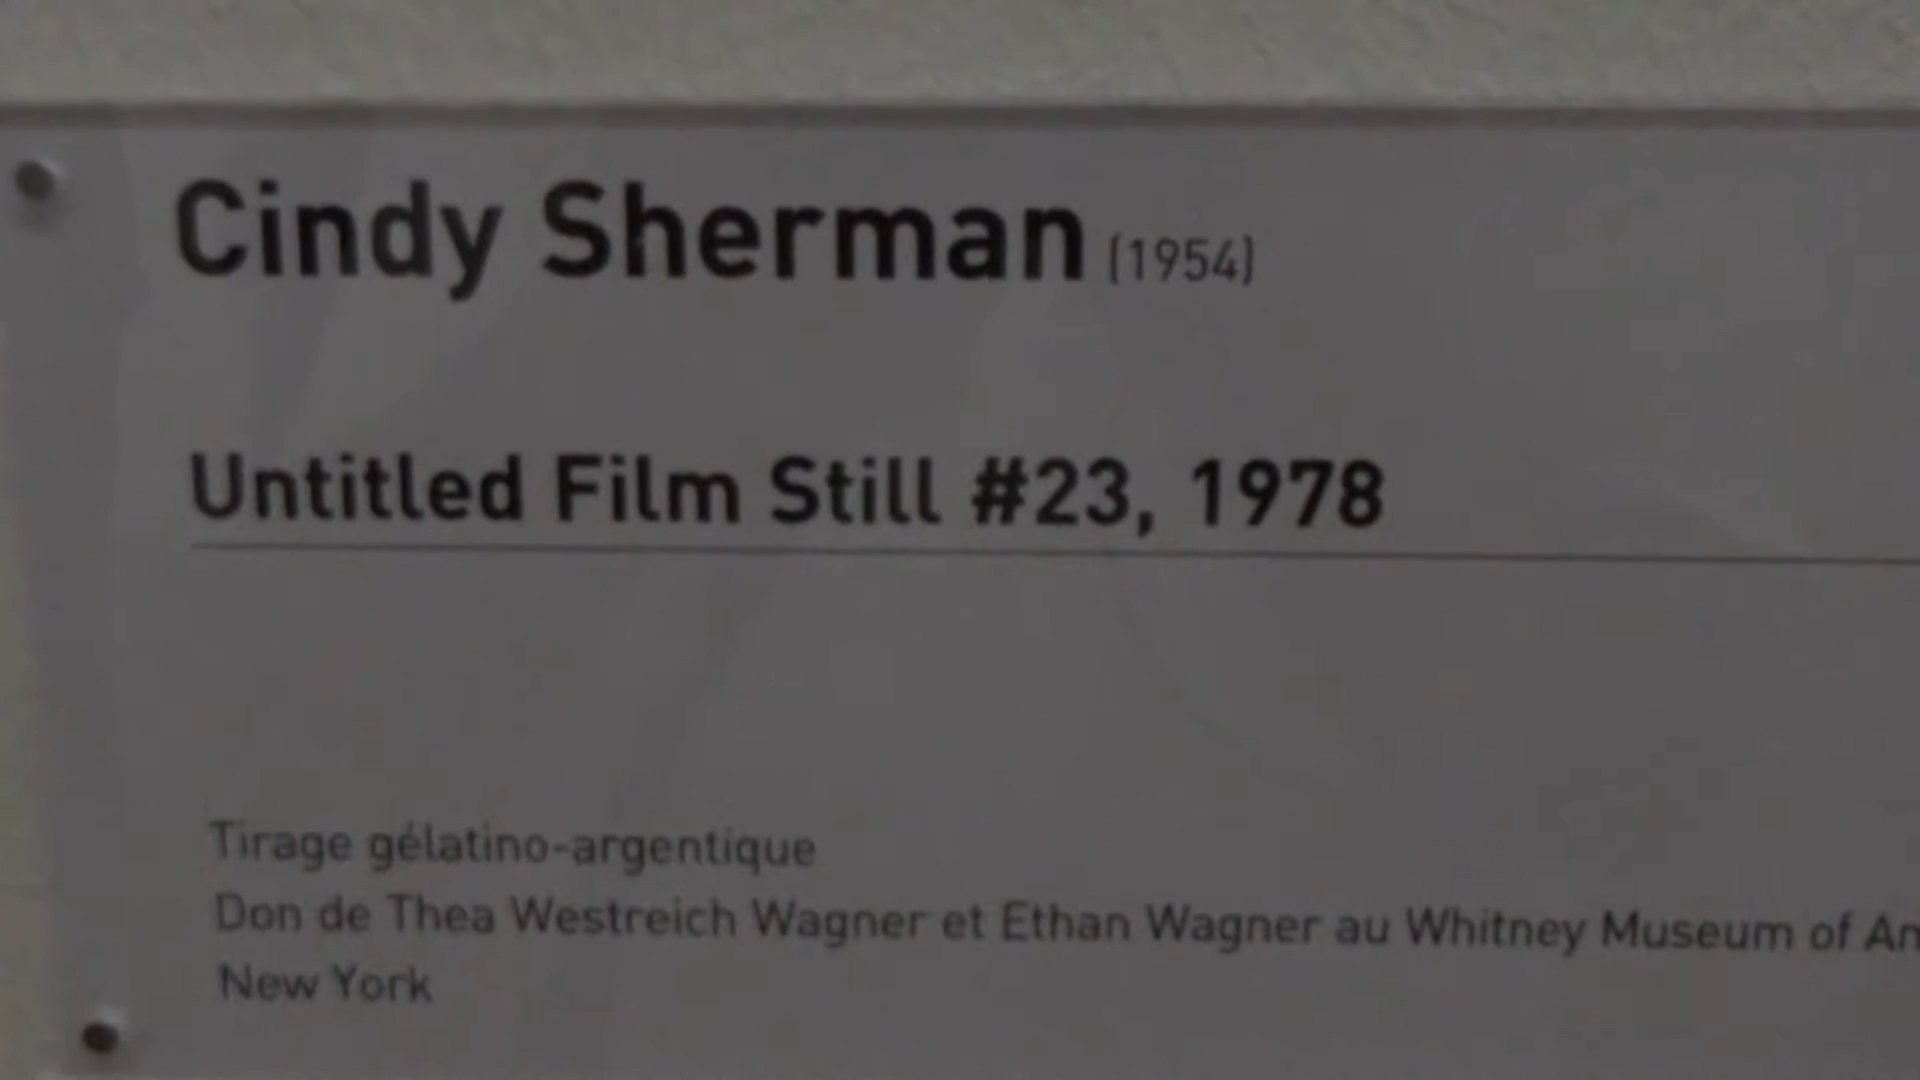 Cindy Sherman (1954)
Untitled Film Still #23, 1978
Tirage gélatino-argentique
Don de Thea Westreich Wagner et Ethan Wagner au Whitney Museum of
New York